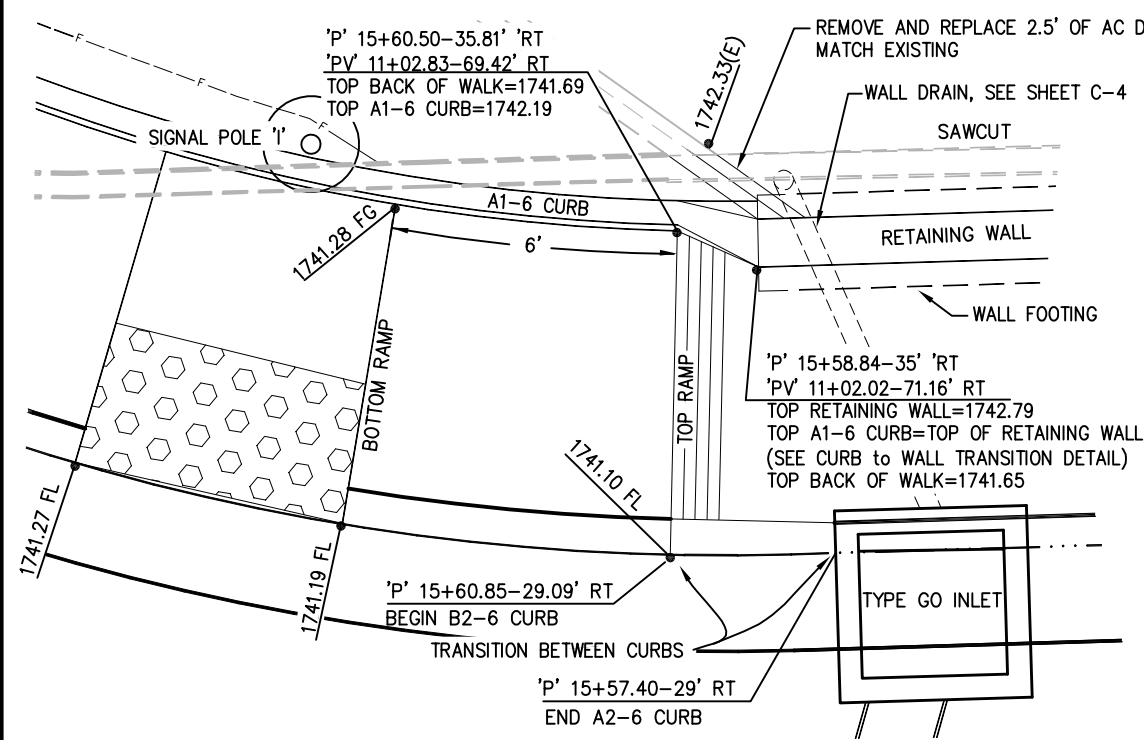 REMOVE AND REPLACE 2.5' OF AC D
MATCH EXISTING
'P' 15+60.50-35.81' 'RT
'PV' 11+02.83-69.42' RT
TOP BACK OF WALK=1741.69
TOP A1-6 CURB=1742.19
1742.33(E)
WALL DRAIN, SEE SHEET C-4
SAWCUT
F
F
F
SIGNAL POLE 'I'
A1-6 CURB
RETAINING WALL
1741.28 FG
6'
WALL FOOTING
BOTTOM RAMP
TOP RAMP
'P' 15+58.84-35' 'RT
'PV' 11+02.02-71.16' RT
TOP RETAINING WALL=1742.79
TOP A1-6 CURB=TOP OF RETAINING WALL
(SEE CURB to WALL TRANSITION DETAIL)
TOP BACK OF WALK=1741.65
1741.10 FL
1741.27 FL
1741.19 FL
'P' 15+60.85-29.09' RT
BEGIN B2-6 CURB
TYPE GO INLET
TRANSITION BETWEEN CURBS
'P' 15+57.40-29' RT
END A2-6 CURB